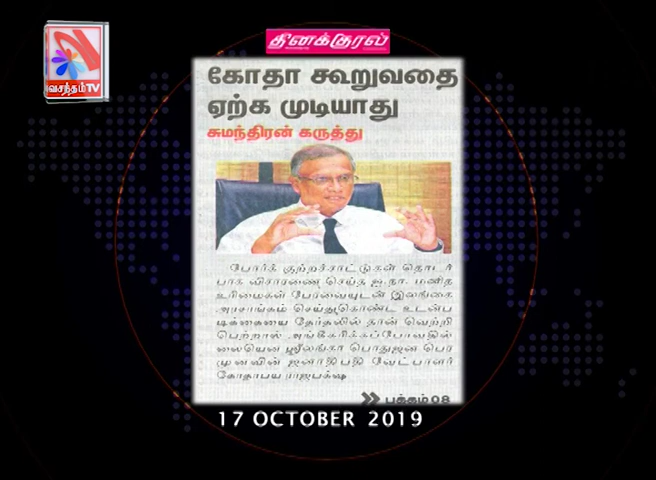 வசந்தம்TV
தினக்குரல்
கோதா கூறுவதை
ஏற்க முடியாது
சுமந்திரன் கருத்து
போர்க் குற்றச்சாட்டுகள் தொடர்
பாக விசாரணை செய்த ஐ.நா. மனித
உரிமைகள் பேரவையுடன் இலங்கை
அரசாங்கம் செய்துகொண்ட உடன்ப
டிக்கையை தேர்தலில் தான் வெற்றி
பெற்றால் அங்கீகரிக்கப்போவதில்
லையென ஸ்ரீலங்கா பொதுஜன பெர
முனவின் ஜனாதிபதி வேட்பாளர்
கோதாபய ராஜபக்ஷ
பக்கம் 08
17 OCTOBER 2019